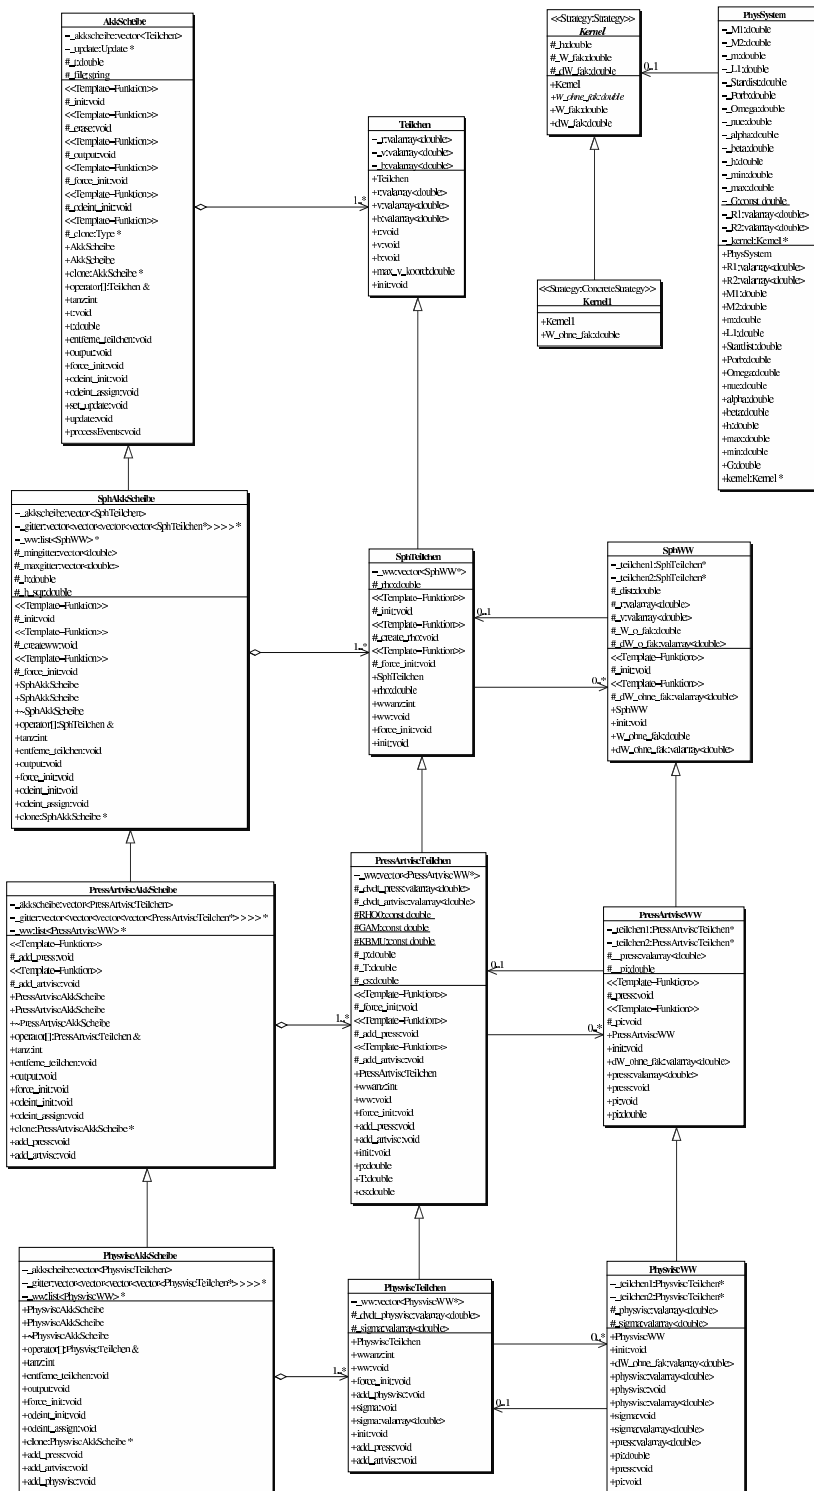 AkkScheibe
-_akkscheibe:vector<Teilchen>
-_update:Update *
#_t:double
#_file:string
<<Template-Funktion>>
#_init:void
<<Template-Funktion>>
#_erase:void
<<Template-Funktion>>
#_output:void
<<Template-Funktion>>
#_force_init:void
<<Template-Funktion>>
#_odeint_init:void
<<Template-Funktion>>
#_clone:Type *
+AkkScheibe
+AkkScheibe
+clone:AkkScheibe *
+operator[]:Teilchen &
+tanz:int
+t:void
+t:double
+entferne_teilchen:void
+output:void
+force_init:void
+odeint_init:void
+odeint_assign:void
+set_update:void
+update:void
+processEvents:void
1..*
Teilchen
-_r:valarray<double>
-_v:valarray<double>
-_b:valarray<double>
+Teilchen
+r:valarray<double>
+v:valarray<double>
+b:valarray<double>
+r:void
+v:void
+b:void
+max_v_koord:double
+init:void
<<Strategy:Strategy>>
Kernel
#_h:double
#_W_fak:double
#_dW_fak:double
+Kernel
+W_ohne_fak:double
+W_fak:double
+dW_fak:double
0..1
<<Strategy:ConcreteStrategy>>
Kernel1
+Kernel1
+W_ohne_fak:double
PhysSystem
-_M1:double
-_M2:double
-_m:double
-_L1:double
-_Stardist:double
-_Porb:double
-_Omega:double
-_nue:double
-_alpha:double
-_beta:double
-_h:double
-_min:double
-_max:double
-_G:const double
-_R1:valarray<double>
-_R2:valarray<double>
-_kernel:Kernel *
+PhysSystem
+R1:valarray<double>
+R2:valarray<double>
+M1:double
+M2:double
+m:double
+L1:double
+Stardist:double
+Porb:double
+Omega:double
+nue:double
+alpha:double
+beta:double
+h:double
+max:double
+min:double
+G:double
+kernel:Kernel *
SphAkkScheibe
-_akkscheibe:vector<SphTeilchen>
-_gitter:vector<vector<vector<vector<SphTeilchen*>>>> *
-_ww:list<SphWW> *
#_mingitter:vector<double>
#_maxgitter:vector<double>
#_h:double
#_h_sqr:double
<<Template-Funktion>>
#_init:void
<<Template-Funktion>>
#_createww:void
<<Template-Funktion>>
#_force_init:void
+SphAkkScheibe
+SphAkkScheibe
+~SphAkkScheibe
+operator[]:SphTeilchen &
+tanz:int
+entferne_teilchen:void
+output:void
+force_init:void
+odeint_init:void
+odeint_assign:void
+clone:SphAkkScheibe *
1..*
SphTeilchen
-_ww:vector<SphWW*>
#_rho:double
<<Template-Funktion>>
#_init:void
<<Template-Funktion>>
#_create_rho:void
<<Template-Funktion>>
#_force_init:void
+SphTeilchen
+rho:double
+wwanz:int
+ww:void
+force_init:void
+init:void
0..1
0..*
SphWW
-_teilchen1:SphTeilchen*
-_teilchen2:SphTeilchen*
#_dist:double
#_r:valarray<double>
#_v:valarray<double>
#_W_o_fak:double
#_dW_o_fak:valarray<double>
<<Template-Funktion>>
#_init:void
<<Template-Funktion>>
#_dW_ohne_fak:valarray<double>
+SphWW
+init:void
+W_ohne_fak:double
+dW_ohne_fak:valarray<double>
PressArtviscAkkScheibe
-_akkscheibe:vector<PressArtviscTeilchen>
-_gitter:vector<vector<vector<vector<PressArtviscTeilchen*>>>> *
-_ww:list<PressArtviscWW> *
<<Template-Funktion>>
#_add_press:void
<<Template-Funktion>>
#_add_artvisc:void
+PressArtviscAkkScheibe
+PressArtviscAkkScheibe
+~PressArtviscAkkScheibe
+operator[]:PressArtviscTeilchen &
+tanz:int
+entferne_teilchen:void
+output:void
+force_init:void
+odeint_init:void
+odeint_assign:void
+clone:PressArtviscAkkScheibe *
+add_press:void
+add_artvisc:void
1..*
PressArtviscTeilchen
-_ww:vector<PressArtviscWW*>
#_dvdt_press:valarray<double>
#_dvdt_artvisc:valarray<double>
#RHO0:const double
#GAM:const double
#KBMU:const double
#_p:double
#_T:double
#_cs:double
<<Template-Funktion>>
#_force_init:void
<<Template-Funktion>>
#_add_press:void
<<Template-Funktion>>
#_add_artvisc:void
+PressArtviscTeilchen
+wwanz:int
+ww:void
+force_init:void
+add_press:void
+add_artvisc:void
+init:void
+p:double
+T:double
+cs:double
0..1
0..*
PressArtviscWW
-_teilchen1:PressArtviscTeilchen*
-_teilchen2:PressArtviscTeilchen*
#__press:valarray<double>
#__pi:double
<<Template-Funktion>>
#_press:void
<<Template-Funktion>>
#_pi:void
+PressArtviscWW
+init:void
+dW_ohne_fak:valarray<double>
+press:valarray<double>
+press:void
+pi:void
+pi:double
PhysviscAkkScheibe
-_akkscheibe:vector<PhysviscTeilchen>
-_gitter:vector<vector<vector<vector<PhysviscTeilchen*>>>> *
-_ww:list<PhysviscWW> *
+PhysviscAkkScheibe
+PhysviscAkkScheibe
+~PhysviscAkkScheibe
+operator[]:PhysviscTeilchen &
+tanz:int
+entferne_teilchen:void
+output:void
+force_init:void
+odeint_init:void
+odeint_assign:void
+clone:PhysviscAkkScheibe *
+add_press:void
+add_artvisc:void
+add_physvisc:void
1..*
PhysviscTeilchen
-_ww:vector<PhysviscWW*>
#_dvdt_physvisc:valarray<double>
#_sigma:valarray<double>
+PhysviscTeilchen
+wwanz:int
+ww:void
+force_init:void
+add_physvisc:void
+sigma:void
+sigma:valarray<double>
+init:void
+add_press:void
+add_artvisc:void
0..*
0..1
PhysviscWW
-_teilchen1:PhysviscTeilchen*
-_teilchen2:PhysviscTeilchen*
#_physvisc:valarray<double>
#_sigma:valarray<double>
+PhysviscWW
+init:void
+dW_ohne_fak:valarray<double>
+physvisc:valarray<double>
+physvisc:void
+physvisc:valarray<double>
+sigma:void
+sigma:valarray<double>
+press:valarray<double>
+pi:double
+press:void
+pi:void